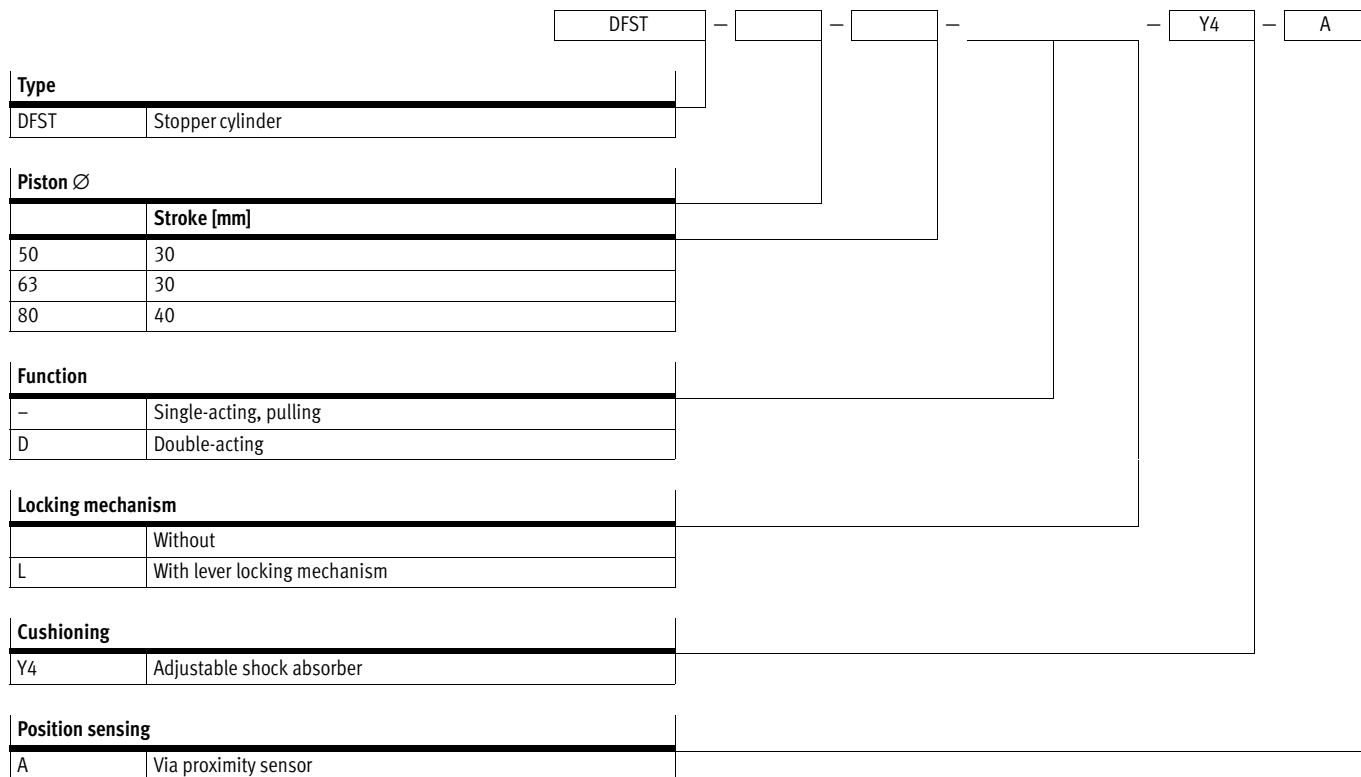 DFST – – – – Y4 – A
Type
DFST Stopper cylinder
Piston ∅
Stroke [mm]
50 30
63 30
80 40
Function
– Single-acting, pulling
D Double-acting
Locking mechanism
Without
L With lever locking mechanism
Cushioning
Y4 Adjustable shock absorber
Position sensing
A Via proximity sensor